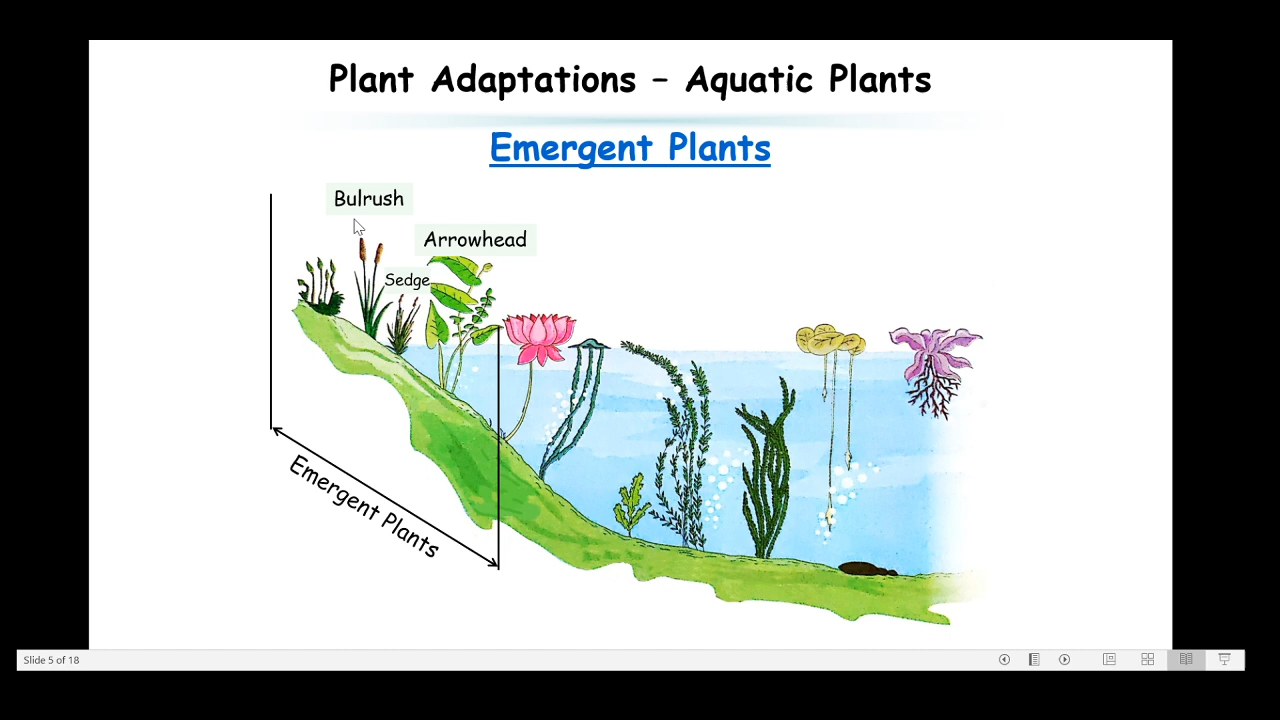 Plant Adaptations – Aquatic Plants
Emergent Plants
Bulrush
Arrowhead
Sedge
Emergent Plants
Slide 5 of 18